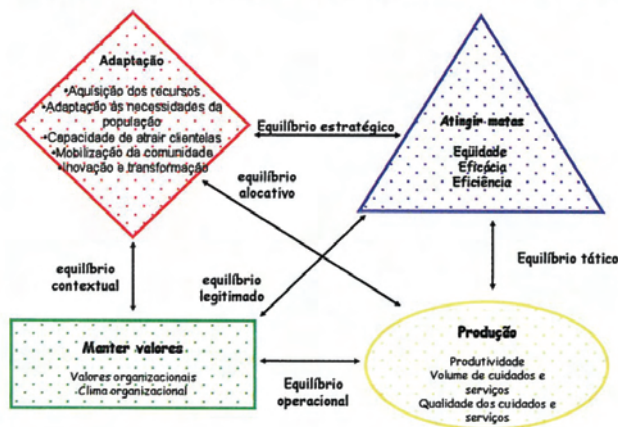 Adaptação
•Aquisição dos recursos
•Adaptação às necessidades da
população
•Capacidade de atrair clientelas
•Mobilização da comunidade
•Inovação e transformação
Equilíbrio estratégico
Atingir metas
Eqüidade
Eficácia
Eficiência
equilíbrio
alocativo
equilíbrio
contextual
equilíbrio
legitimado
Equilíbrio tático
Manter valores
Valores organizacionais
Clima organizacional
Equilíbrio
operacional
Produção
Produtividade
Volume de cuidados e
serviços
Qualidade dos cuidados e
serviços